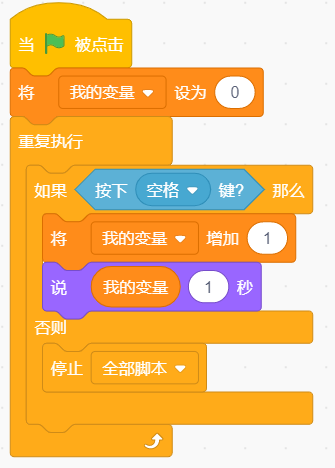 当 被点击
将 我的变量 设为 0
重复执行
如果 按下 空格 键? 那么
将 我的变量 增加 1
说 我的变量 1 秒
否则
停止 全部脚本